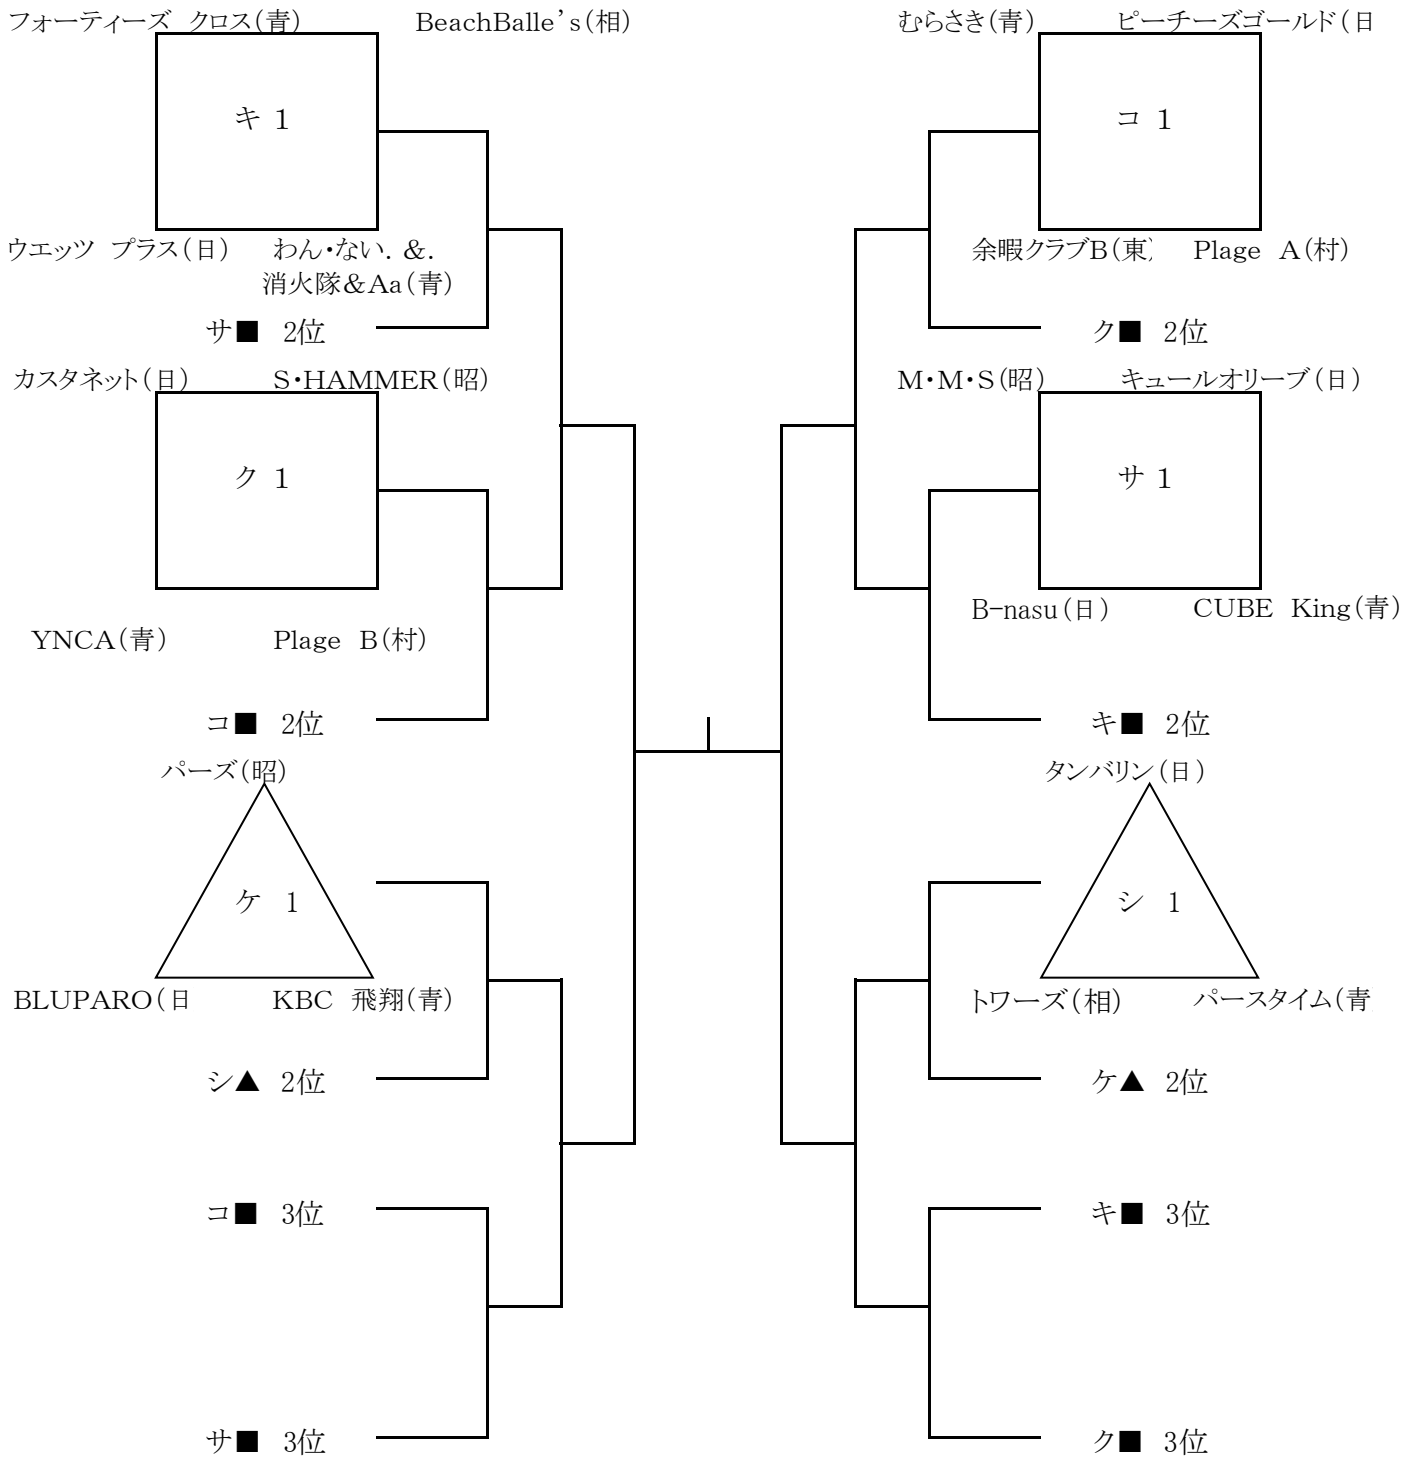 フォーティーズ クロス(青) BeachBalle's(相) むらさき(青) ピーチーズゴールド(日
キ 1 コ 1
ウエッツ プラス(日) わん・ない.&. 余暇クラブB(東) Plage A(村)
消火隊&Aa(青)
サ■ 2位 ク■ 2位
カスタネット(日) S・HAMMER(昭) M・M・S(昭) キュールオリーブ(日)
ク 1 サ 1
B-nasu(日) CUBE King(青)
YNCA(青) Plage B(村)
コ■ 2位 キ■ 2位
パーズ(昭) タンバリン(日)
ケ 1 シ 1
BLUPARO(日 KBC 飛翔(青) トワーズ(相) パースタイム(青
シ▲ 2位 ケ▲ 2位
コ■ 3位 キ■ 3位
サ■ 3位 ク■ 3位